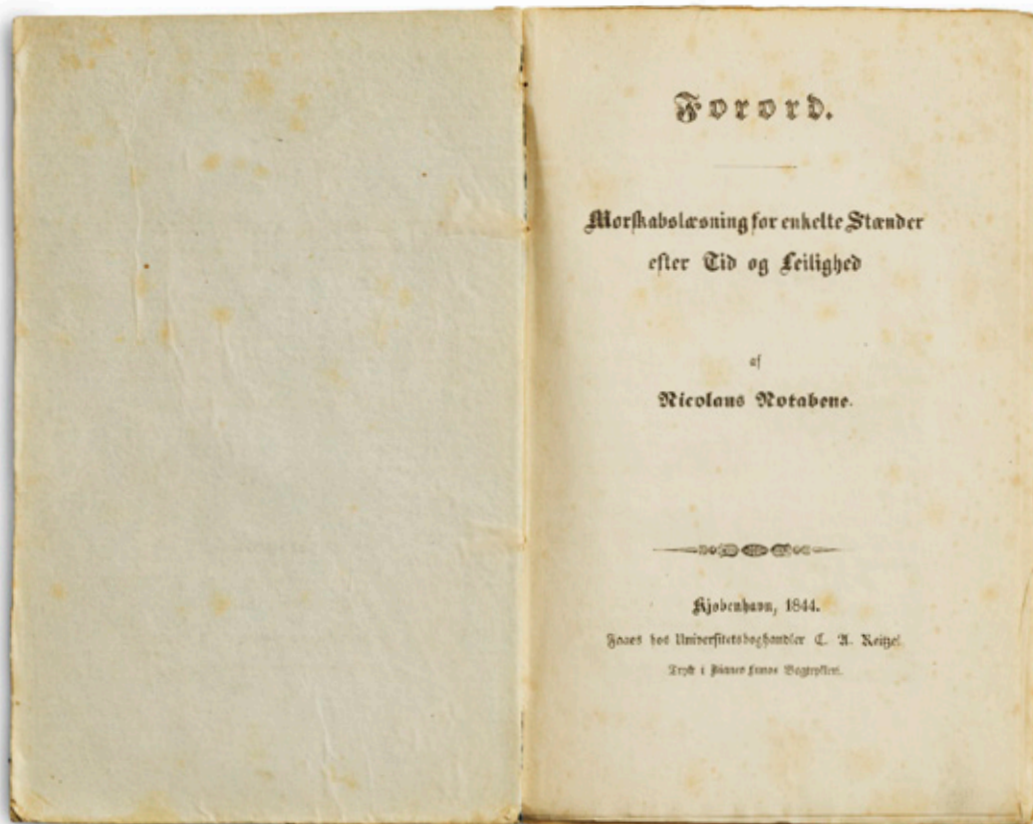 Forord.
Morskabslæsning for enkelte Stænder
efter Tid og Leilighed
af
Nicolaus Notabene.
Kjøbenhavn, 1844.
Faaes hos Universitetsboghandler C. A. Reitzel.
Trykt i Bianco Lunos Bogtrykkeri.